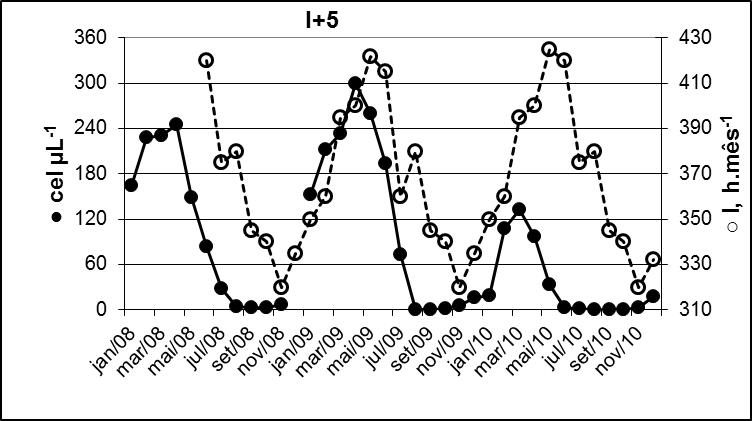 I+5
360
300
240
180
120
60
0
● cel µL-1
430
410
390
370
350
330
310
○ I, h.mês-1
jan/08
mar/08
mai/08
jul/08
set/08
nov/08
jan/09
mar/09
mai/09
jul/09
set/09
nov/09
jan/10
mar/10
mai/10
jul/10
set/10
nov/10